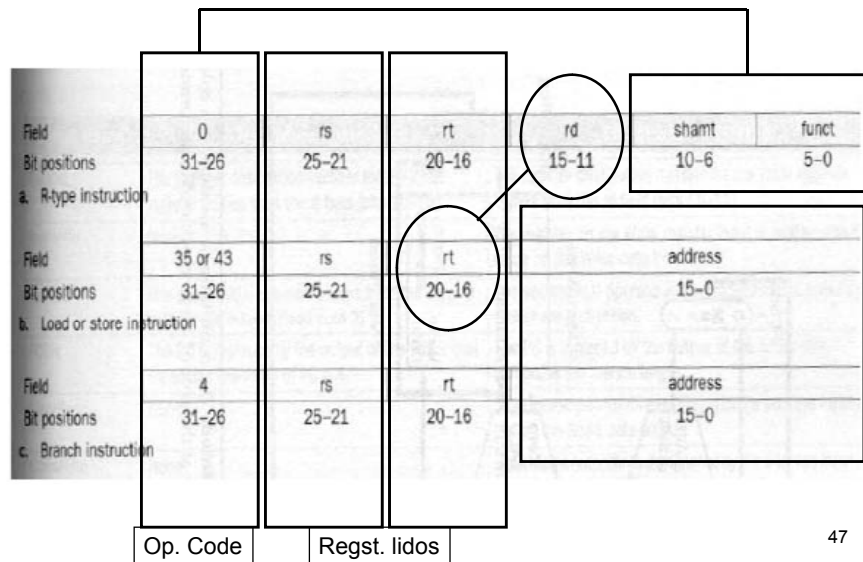 Field 0 rs rt rd shamt funct
Bit positions 31–26 25–21 20–16 15–11 10–6 5–0
a. R-type instruction
Field 35 or 43 rs rt address
Bit positions 31–26 25–21 20–16 15–0
b. Load or store instruction
Field 4 rs rt address
Bit positions 31–26 25–21 20–16 15–0
c. Branch instruction
Op. Code Regst. lidos
47